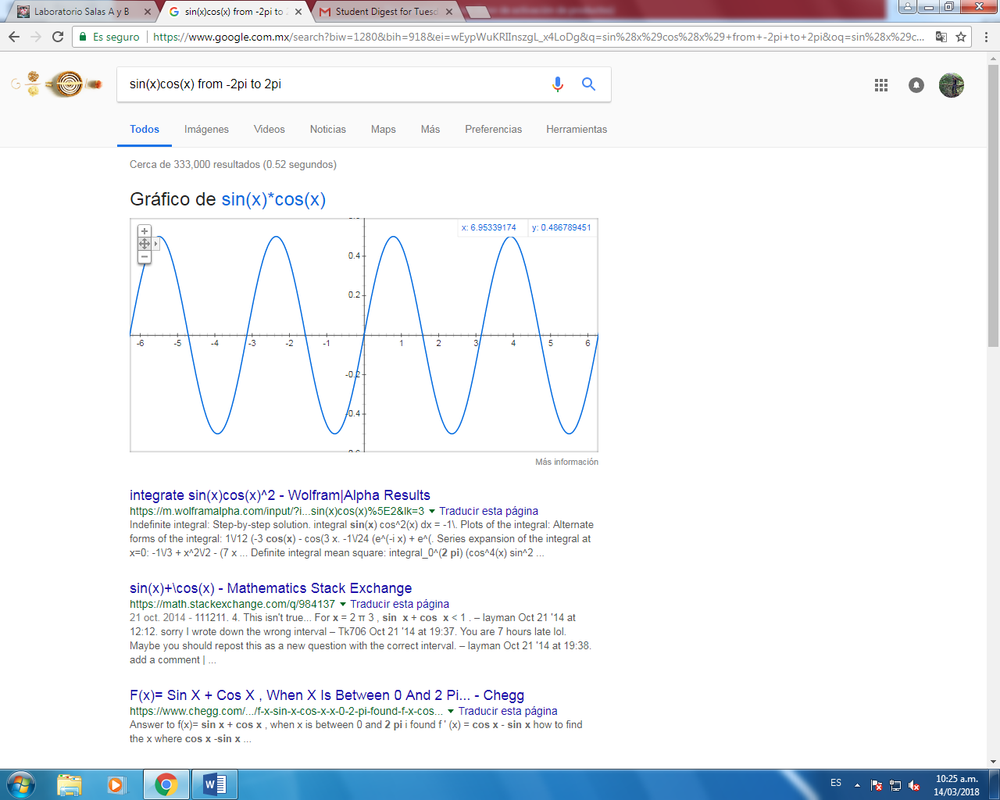 Laboratorio Salas A y B
sin(x)cos(x) from -2pi to 2
Student Digest for Tuesd
Es seguro
https://www.google.com.mx/search?biw=1280&bih=918&ei=wEypWuKRIInszgL_x4LoDg&q=sin%28x%29cos%28x%29+from+-2pi+to+2pi&oq=sin%28x%29c...
sin(x)cos(x) from -2pi to 2pi
Todos Imágenes Videos Noticias Maps Más Preferencias Herramientas
Cerca de 333,000 resultados (0.52 segundos)
Gráfico de sin(x)*cos(x)
x: 6.95339174 y: 0.486789451
0.4
0.2
-6 -5 -4 -3 -2 -1 1 2 3 4 5 6
-0.2
-0.4
Más información
integrate sin(x)cos(x)^2 - Wolfram|Alpha Results
https://m.wolframalpha.com/input/?i...sin(x)cos(x)%5E2&lk=3 Traducir esta página
Indefinite integral: Step-by-step solution. integral sin(x) cos^2(x) dx = -1\. Plots of the integral: Alternate
forms of the integral: 1\/12 (-3 cos(x) - cos(3 x. -1\/24 (e^(-i x) + e^(. Series expansion of the integral at
x=0: -1\/3 + x^2\/2 - (7 x ... Definite integral mean square: integral_0^(2 pi) (cos^4(x) sin^2 ...
sin(x)+\cos(x) - Mathematics Stack Exchange
https://math.stackexchange.com/q/984137 Traducir esta página
21 oct. 2014 - 111211. 4. This isn't true... For x = 2 π 3 , sin x + cos x < 1 . – layman Oct 21 '14 at
12:12. sorry I wrote down the wrong interval – Tk706 Oct 21 '14 at 19:37. You are 7 hours late lol.
Maybe you should repost this as a new question with the correct interval. – layman Oct 21 '14 at 19:38.
add a comment | ...
F(x)= Sin X + Cos X , When X Is Between 0 And 2 Pi... - Chegg
https://www.chegg.com/.../f-x-sin-x-cos-x-x-0-2-pi-found-f-x-cos... Traducir esta página
Answer to f(x)= sin x + cos x , when x is between 0 and 2 pi i found f ' (x) = cos x - sin x how to find
the x where cos x -sin x ...
ES
10:25 a.m.
14/03/2018